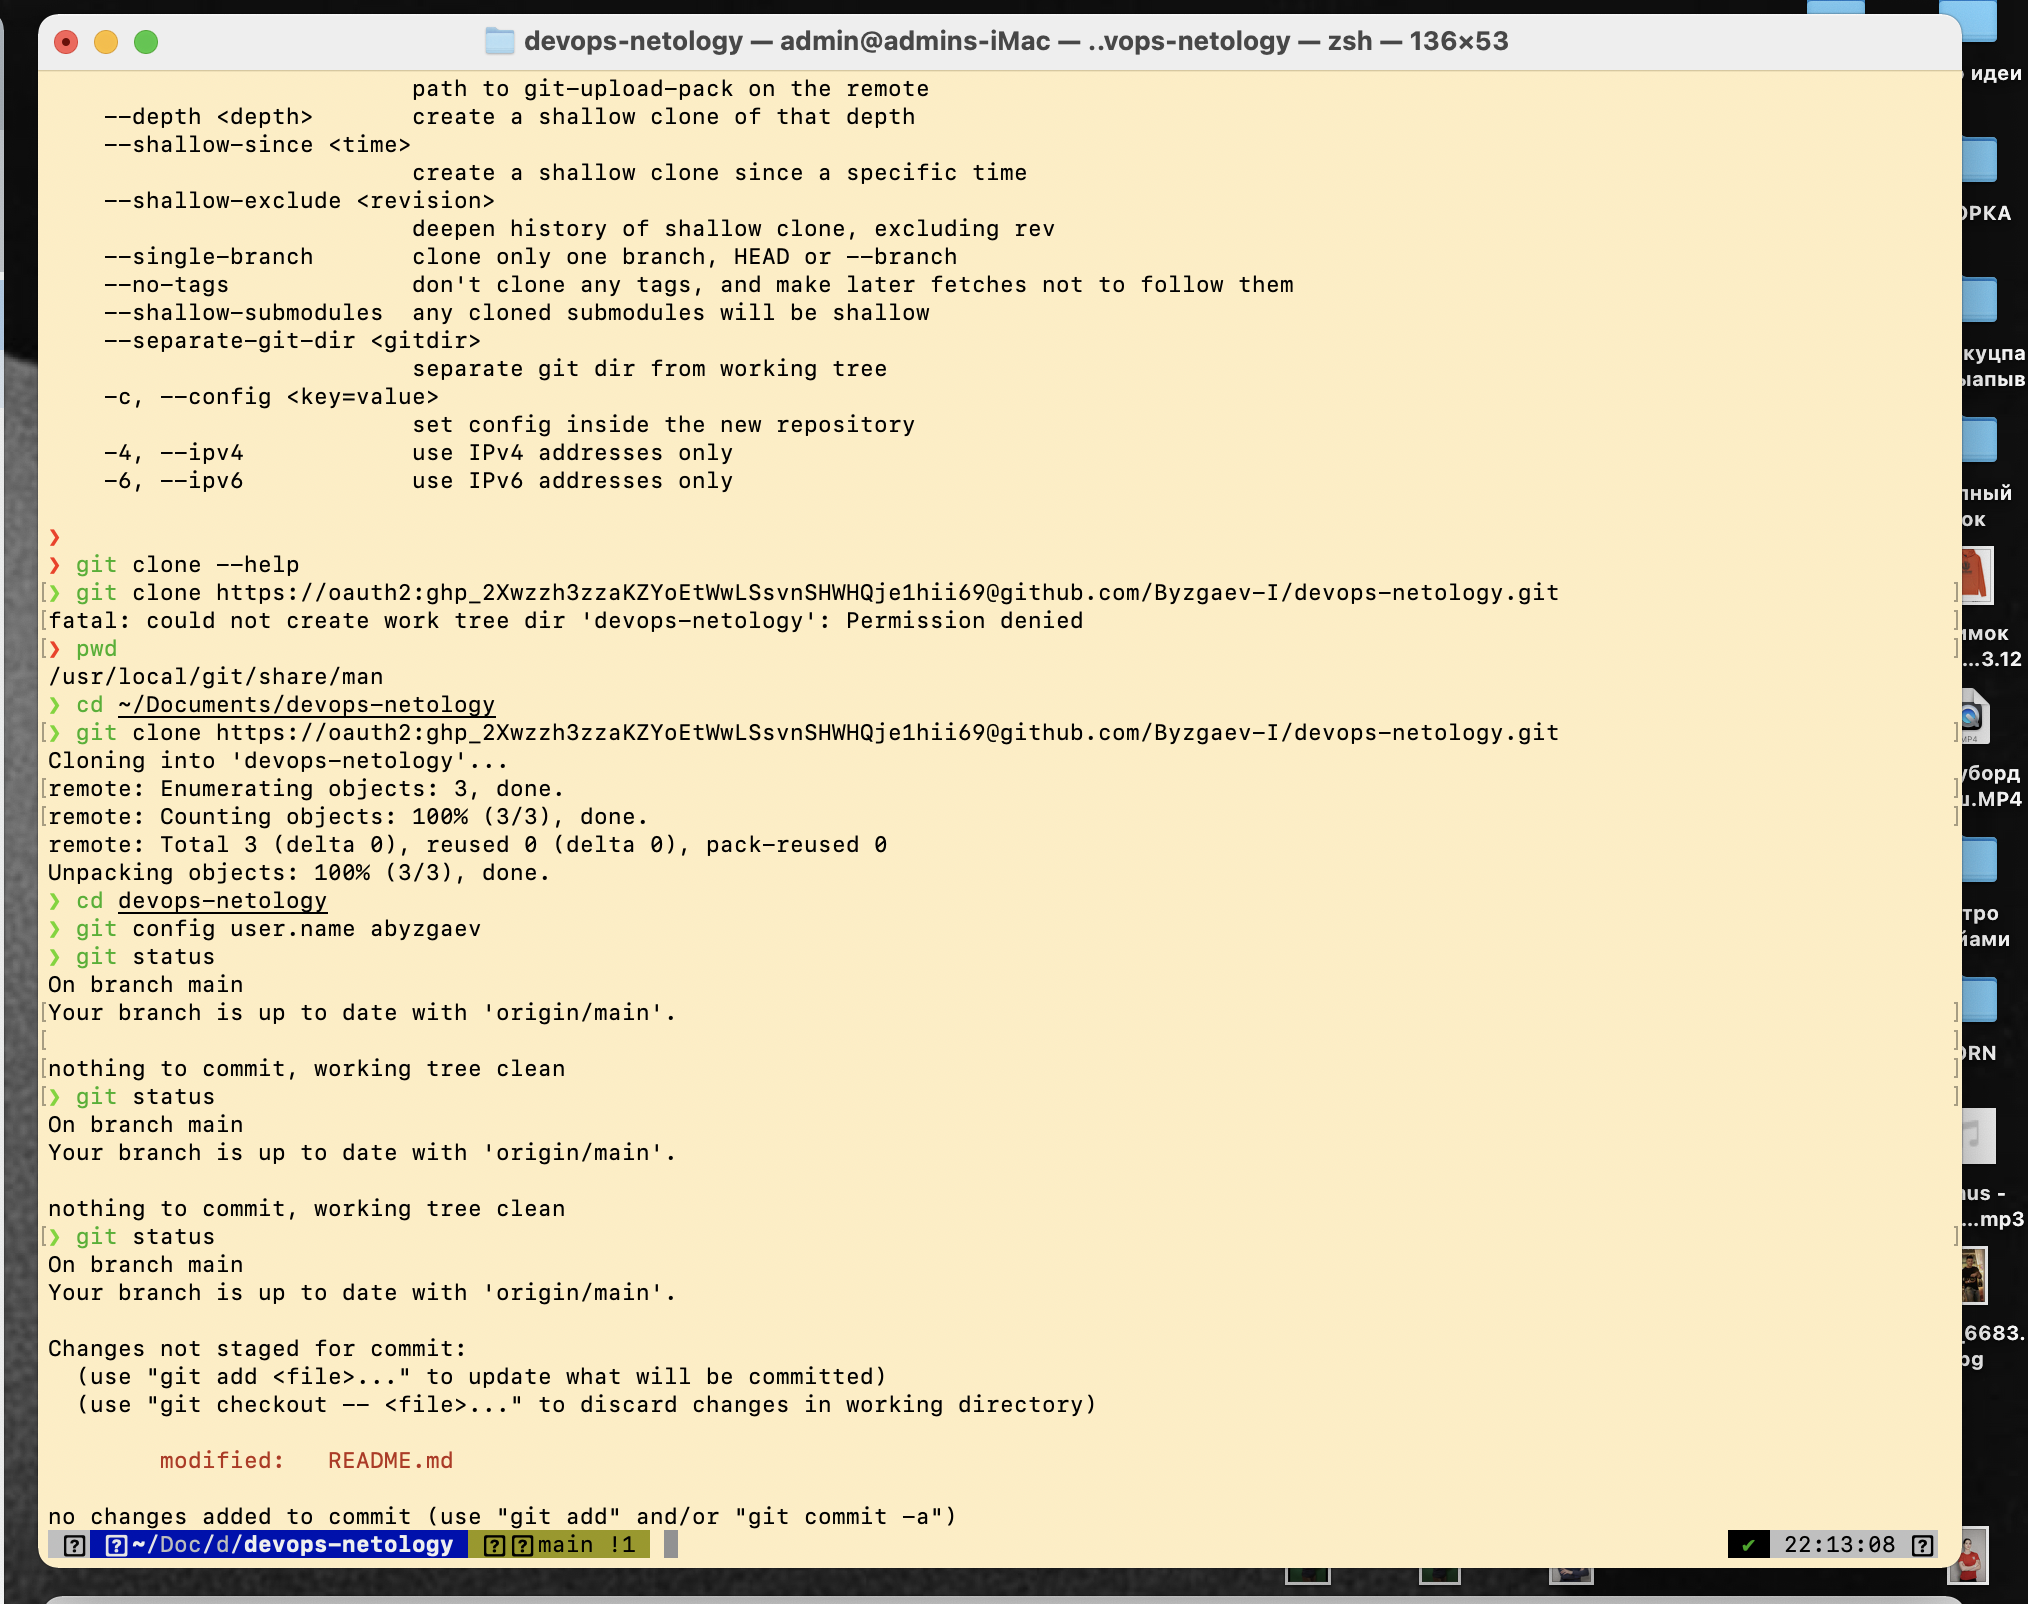 devops-netology — admin@admins-iMac — ..vops-netology — zsh — 136×53
path to git-upload-pack on the remote
--depth <depth> create a shallow clone of that depth
--shallow-since <time>
create a shallow clone since a specific time
--shallow-exclude <revision>
deepen history of shallow clone, excluding rev
--single-branch clone only one branch, HEAD or --branch
--no-tags don't clone any tags, and make later fetches not to follow them
--shallow-submodules any cloned submodules will be shallow
--separate-git-dir <gitdir>
separate git dir from working tree
-c, --config <key=value>
set config inside the new repository
-4, --ipv4 use IPv4 addresses only
-6, --ipv6 use IPv6 addresses only
❯
❯ git clone --help
❯ git clone https://oauth2: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@github.com/Byzgaev-I/devops-netology.git
fatal: could not create work tree dir 'devops-netology': Permission denied
❯ pwd
/usr/local/git/share/man
❯ cd ~/Documents/devops-netology
❯ git clone https://oauth2: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@github.com/Byzgaev-I/devops-netology.git
Cloning into 'devops-netology'...
remote: Enumerating objects: 3, done.
remote: Counting objects: 100% (3/3), done.
remote: Total 3 (delta 0), reused 0 (delta 0), pack-reused 0
Unpacking objects: 100% (3/3), done.
❯ cd devops-netology
❯ git config user.name abyzgaev
❯ git status
On branch main
Your branch is up to date with 'origin/main'.
nothing to commit, working tree clean
❯ git status
On branch main
Your branch is up to date with 'origin/main'.
nothing to commit, working tree clean
❯ git status
On branch main
Your branch is up to date with 'origin/main'.
Changes not staged for commit:
(use "git add <file>..." to update what will be committed)
(use "git checkout -- <file>..." to discard changes in working directory)
modified: README.md
no changes added to commit (use "git add" and/or "git commit -a")
~/Doc/d/devops-netology main !1 ✔ 22:13:08
идеи
ОРКА
куцпа
ыапыв
ок
...3.12
MP4
.MP4
тро
ORN
...mp3
6683.